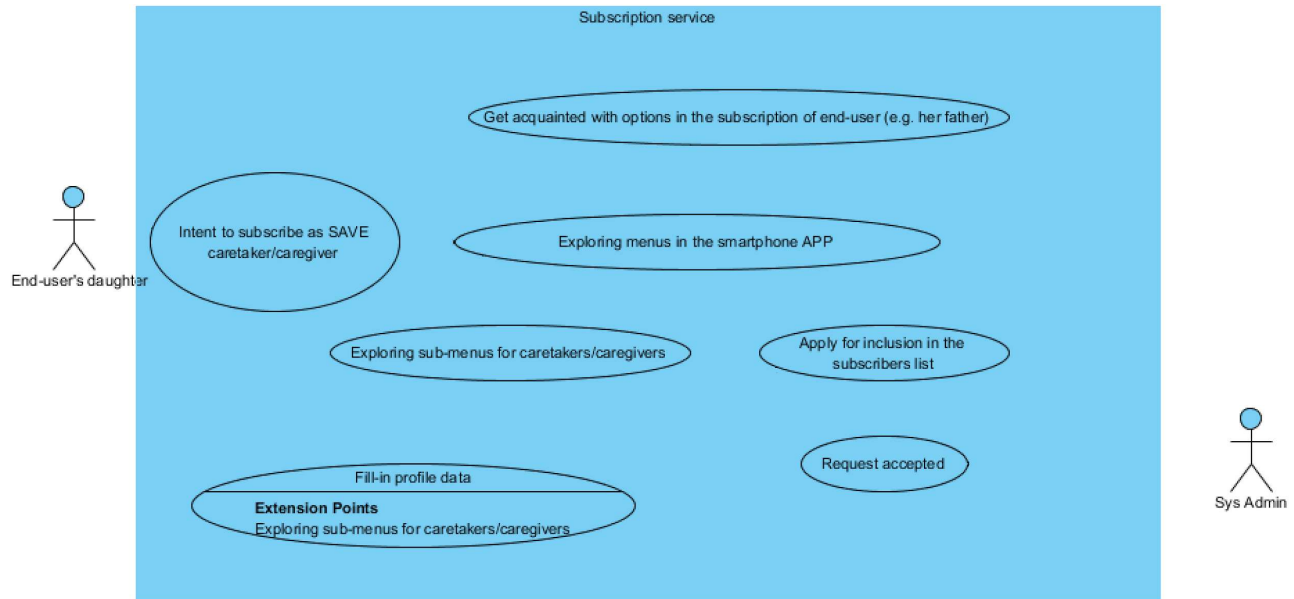 Subscription service
Get acquainted with options in the subscription of end-user (e.g. her father)
Intent to subscribe as SAVE
caretaker/caregiver
Exploring menus in the smartphone APP
End-user's daughter
Exploring sub-menus for caretakers/caregivers
Apply for inclusion in the
subscribers list
Request accepted
Fill-in profile data
Extension Points
Exploring sub-menus for caretakers/caregivers
Sys Admin